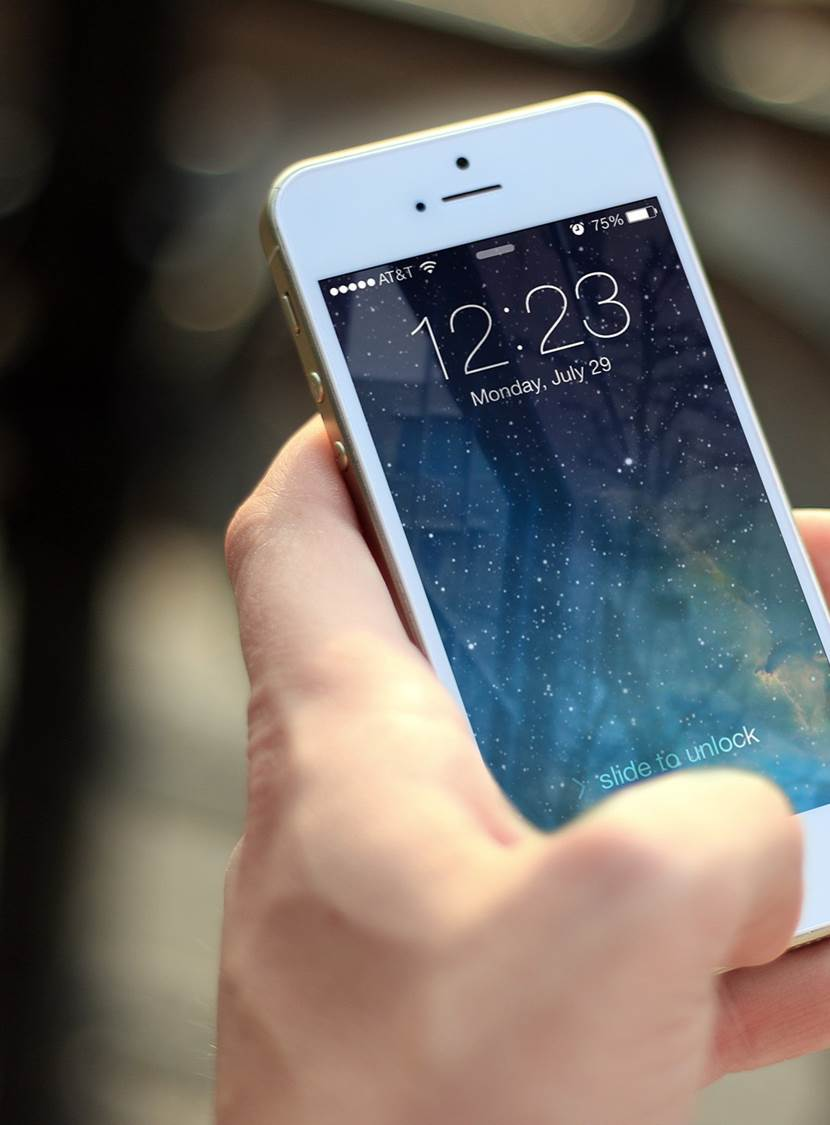 AT&T 75%
12:23
Monday, July 29
slide to unlock